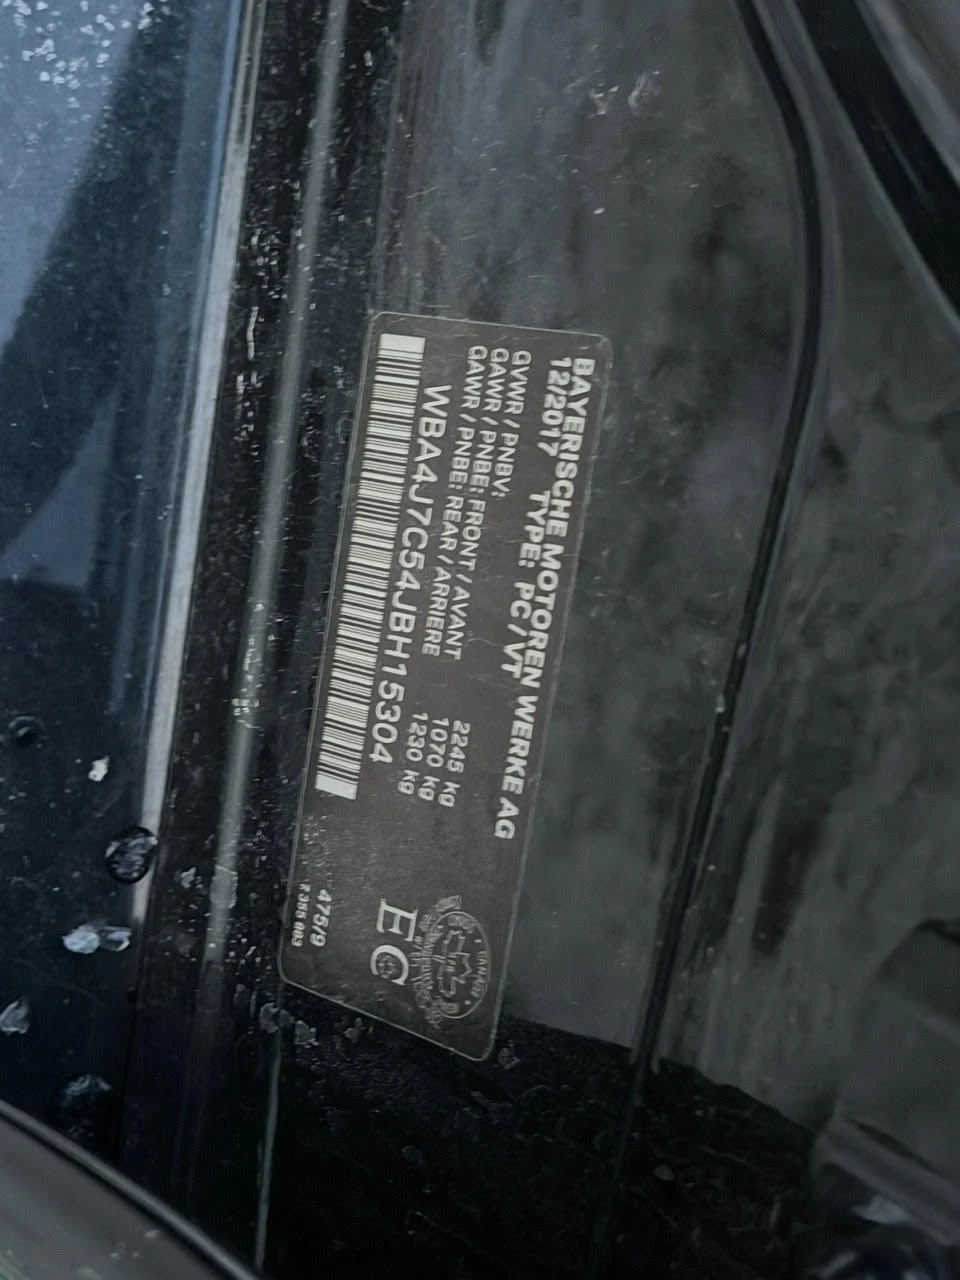 BAYERISCHE MOTOREN WERKE AG
12/2017 TYPE: PC/VT
GVWR / PNBV: 2245 kg
GAWR / PNBE: FRONT / AVANT 1070 kg
GAWR / PNBE: REAR / ARRIERE 1230 kg
WBA4J7C54JBH15304
EC
475/9